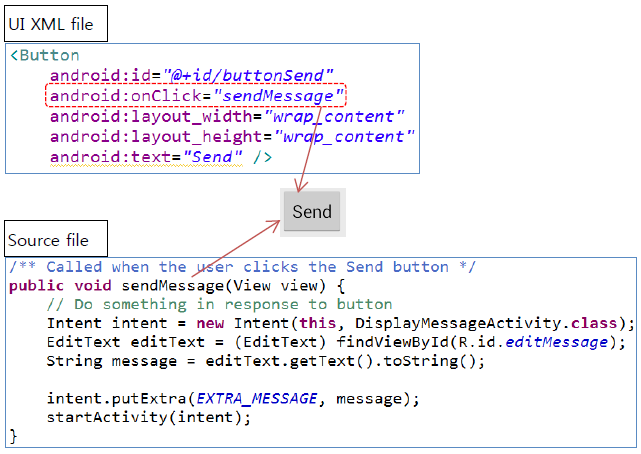 UI XML file
<Button
android:id="@+id/buttonSend"
android:onClick="sendMessage"
android:layout_width="wrap_content"
android:layout_height="wrap_content"
android:text="Send" />
Send
Source file
/** Called when the user clicks the Send button */
public void sendMessage(View view) {
// Do something in response to button
Intent intent = new Intent(this, DisplayMessageActivity.class);
EditText editText = (EditText) findViewById(R.id.editMessage);
String message = editText.getText().toString();
intent.putExtra(EXTRA_MESSAGE, message);
startActivity(intent);
}